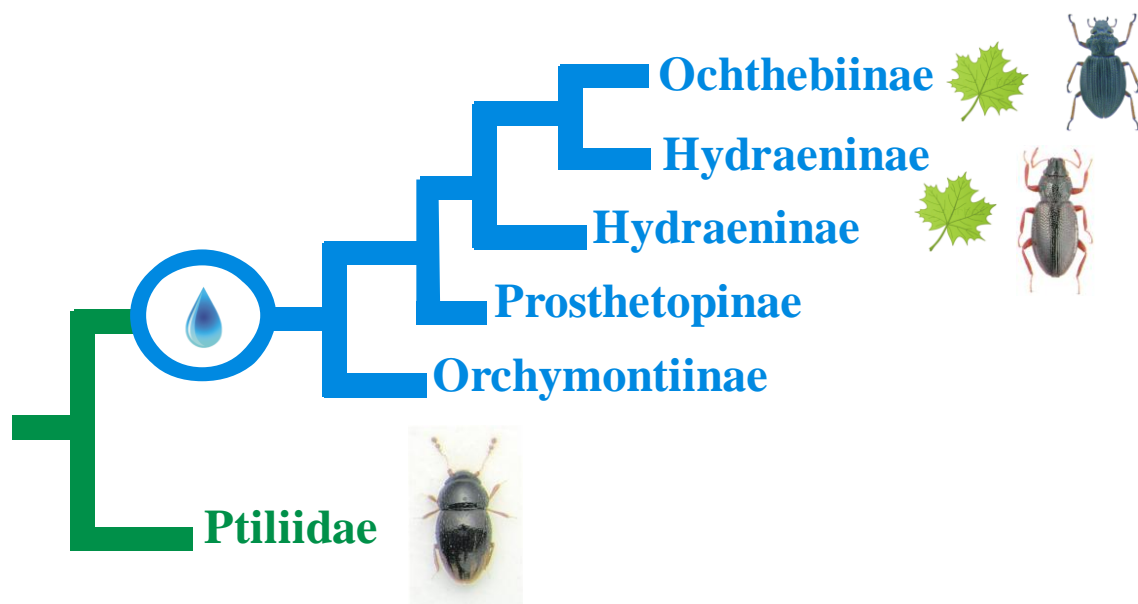 Ochthebiinae
Hydraeninae
Hydraeninae
Prosthetopinae
Orchymontiinae
Ptiliidae